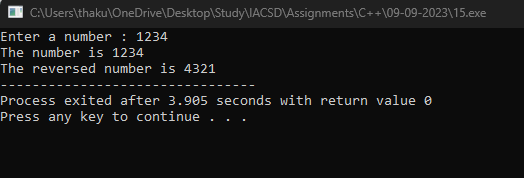 C:\Users\thaku\OneDrive\Desktop\Study\IACSD\Assignments\C++\09-09-2023\15.exe
Enter a number : 1234
The number is 1234
The reversed number is 4321
--------------------------------
Process exited after 3.905 seconds with return value 0
Press any key to continue . . .